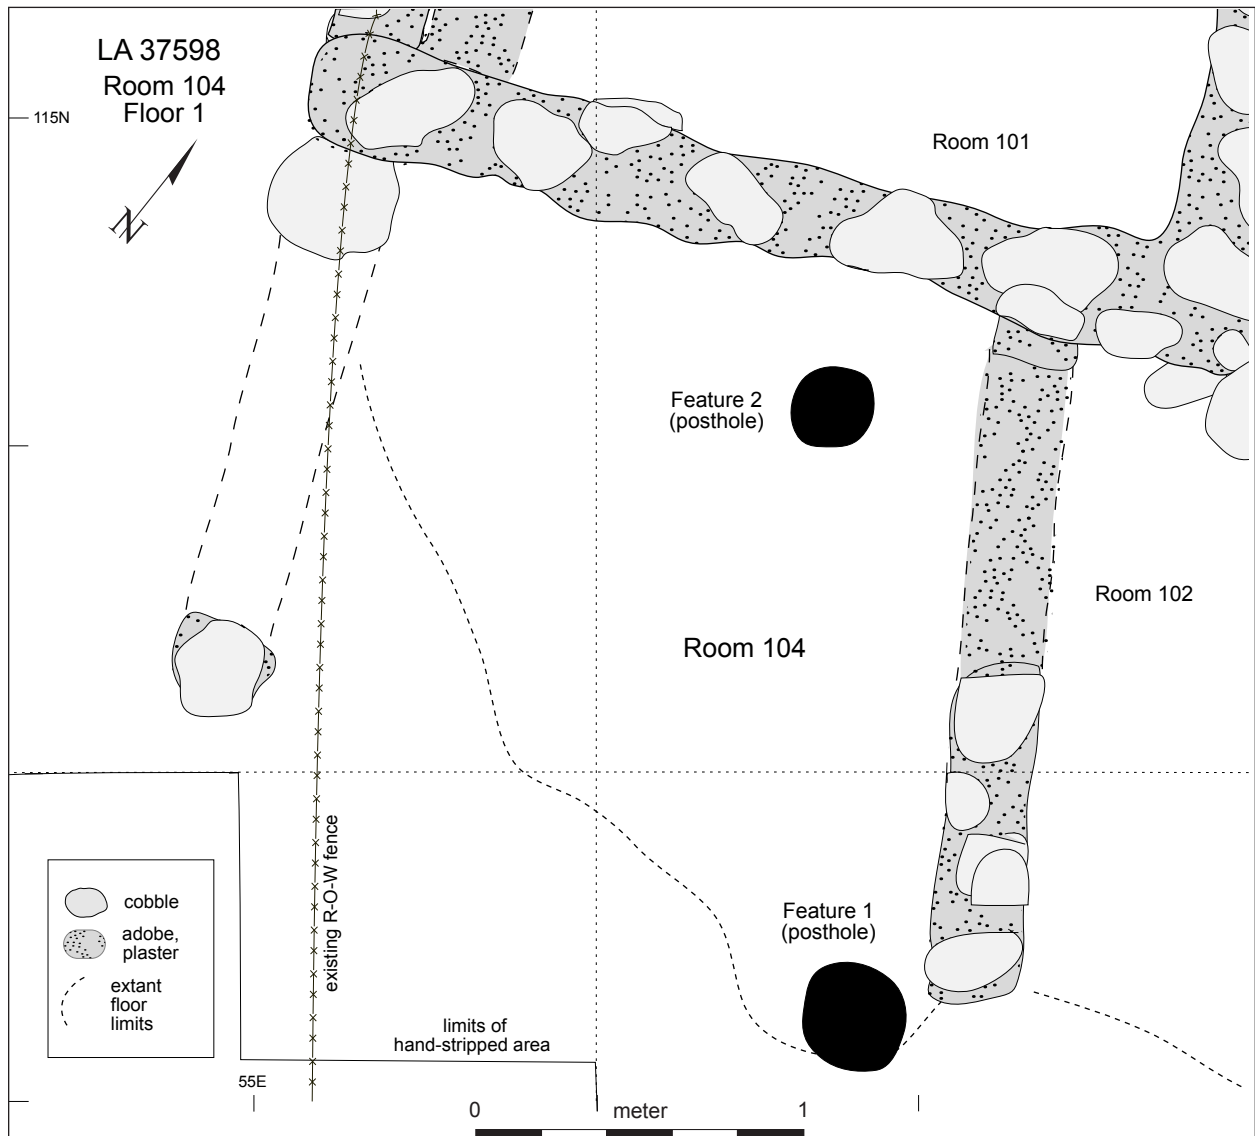 LA 37598
Room 104
Floor 1
115N
N
Room 101
Feature 2
(posthole)
Room 102
Room 104
existing R-O-W fence
Feature 1
(posthole)
cobble
adobe,
plaster
extant
floor
limits
limits of
hand-stripped area
55E
0 meter 1